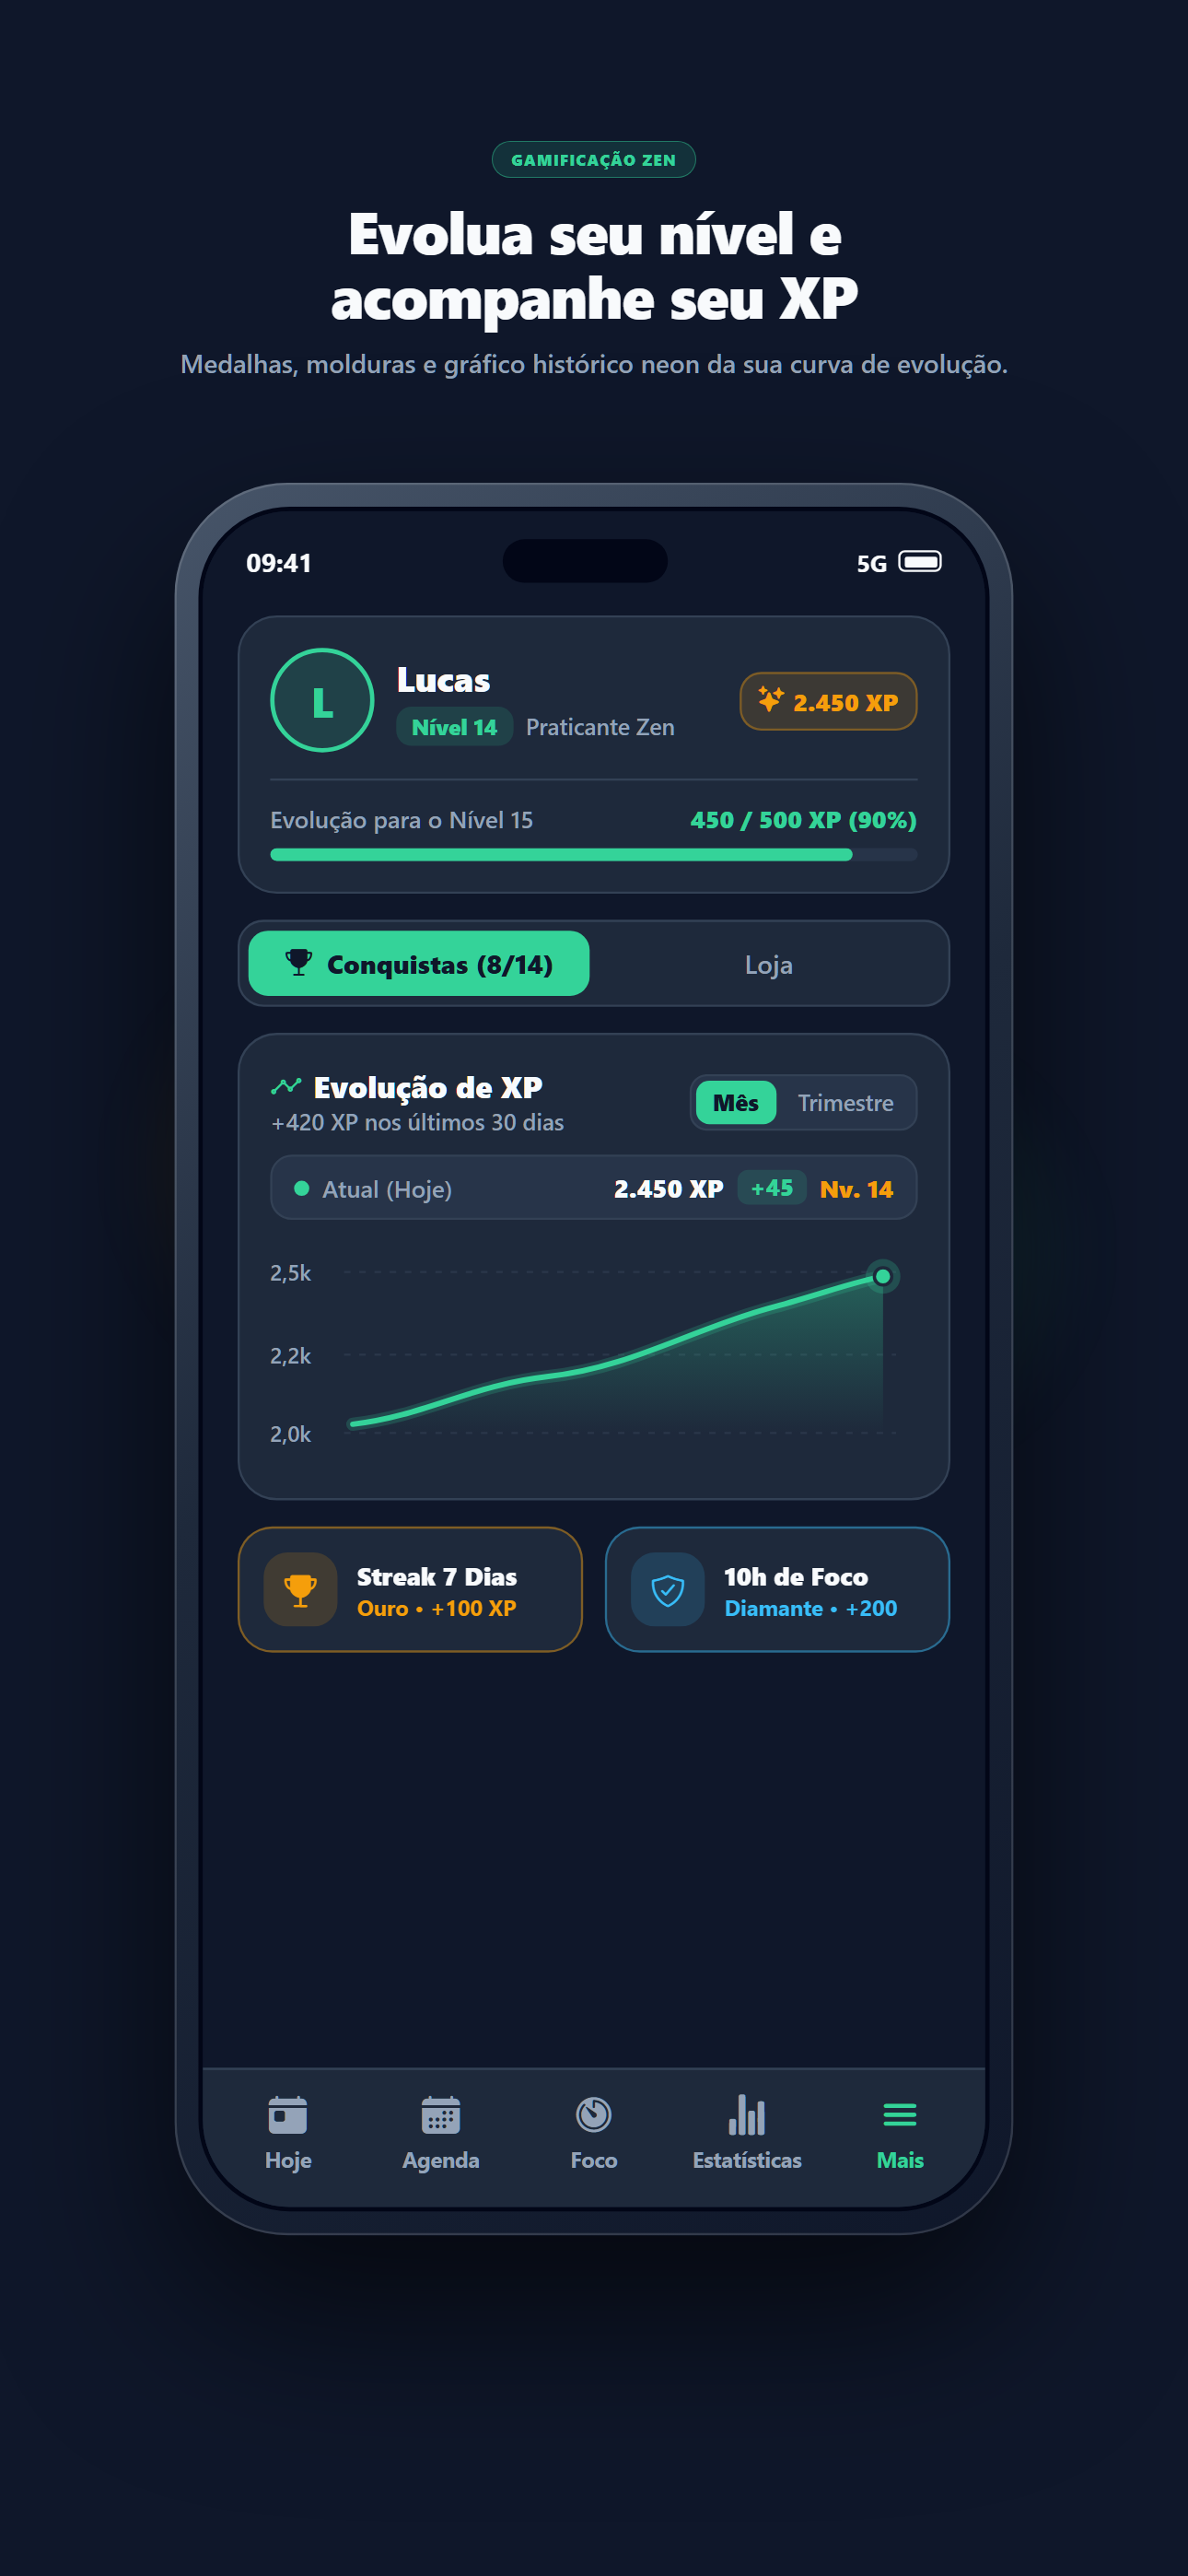 GAMIFICAÇÃO ZEN
Evolua seu nível e
acompanhe seu XP
Medalhas, molduras e gráfico histórico neon da sua curva de evolução.
09:41
5G
L
Lucas
Nível 14 Praticante Zen
2.450 XP
Evolução para o Nível 15
450 / 500 XP (90%)
Conquistas (8/14)
Loja
Evolução de XP
+420 XP nos últimos 30 dias
Mês
Trimestre
Atual (Hoje)
2.450 XP +45 Nv. 14
2,5k
2,2k
2,0k
Streak 7 Dias
Ouro • +100 XP
10h de Foco
Diamante • +200
Hoje
Agenda
Foco
Estatísticas
Mais